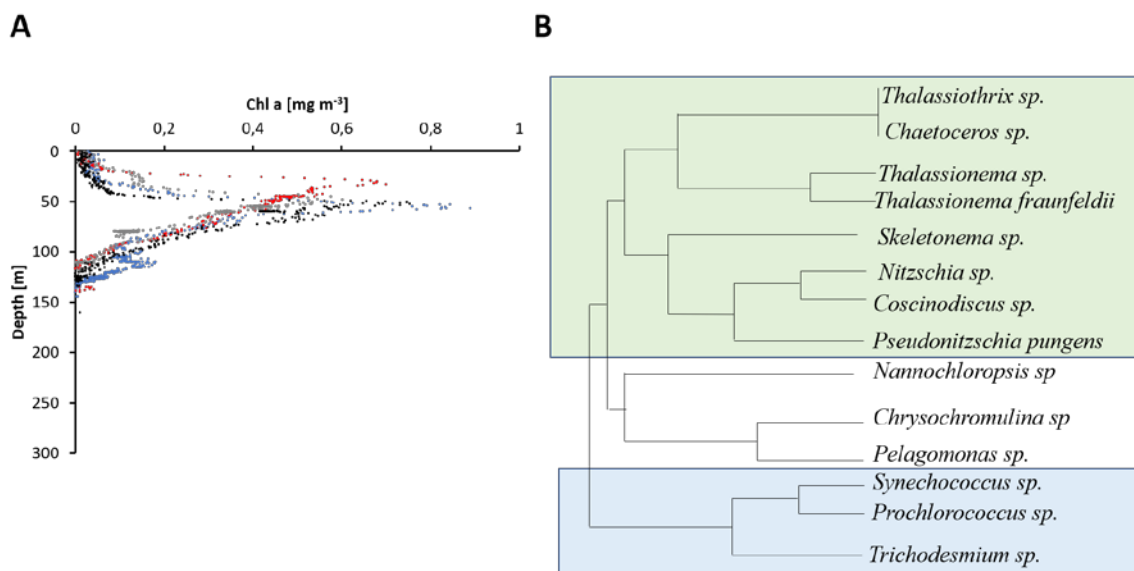 A
B
Chl a [mg m⁻³]
0 0,2 0,4 0,6 0,8 1
0
50
100
150
200
250
300
Depth [m]
Thalassiothrix sp.
Chaetoceros sp.
Thalassionema sp.
Thalassionema fraunfeldii
Skeletonema sp.
Nitzschia sp.
Coscinodiscus sp.
Pseudonitzschia pungens
Nannochloropsis sp
Chrysochromulina sp
Pelagomonas sp.
Synechococcus sp.
Prochlorococcus sp.
Trichodesmium sp.